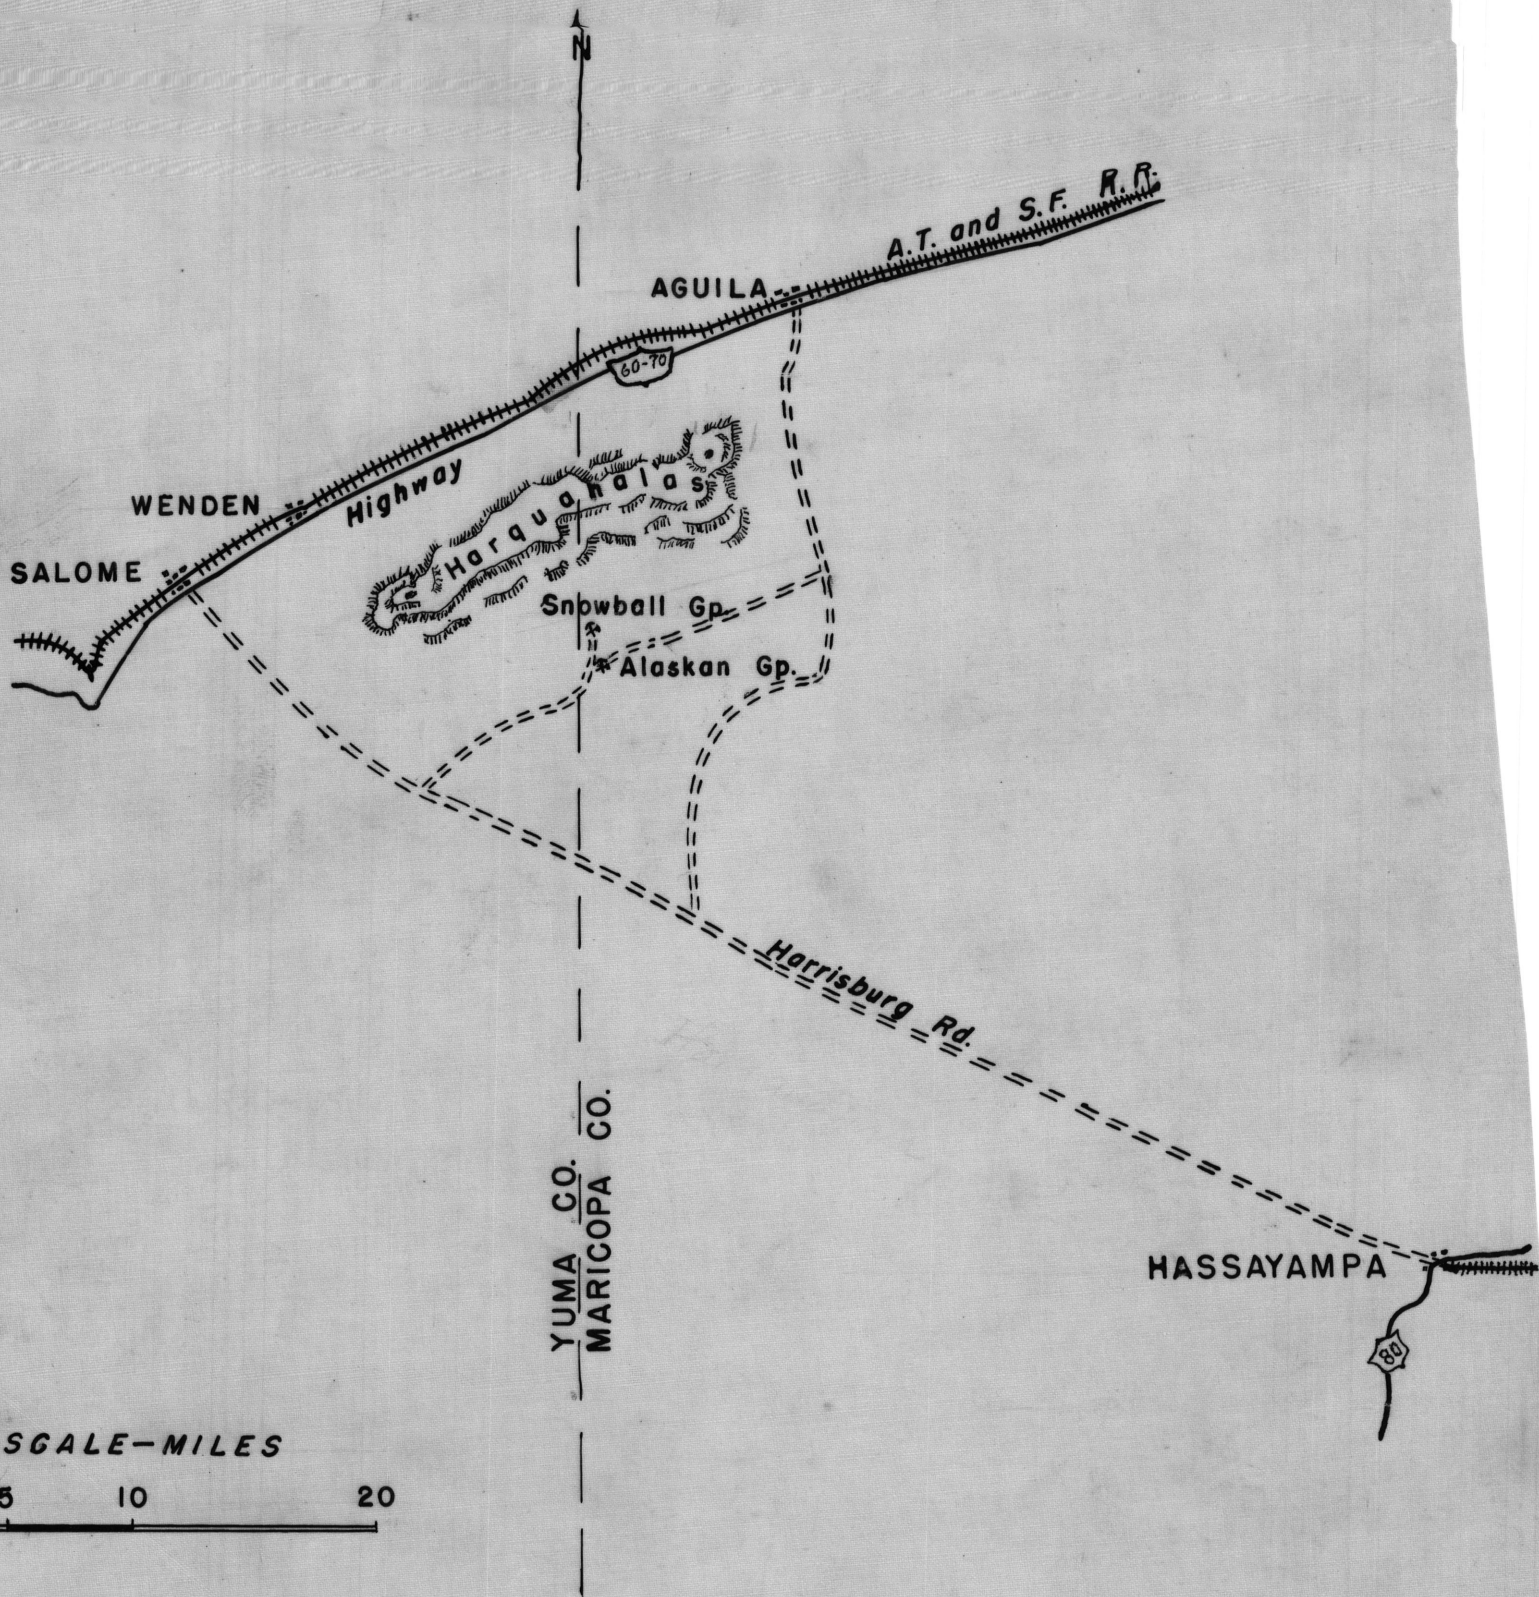 N
A.T. and S.F. R.R.
AGUILA
60-70
WENDEN
Highway
Harquahalas
SALOME
Snowball Gp.
Alaskan Gp.
Harrisburg Rd.
YUMA CO.
MARICOPA CO.
HASSAYAMPA
80
SCALE-MILES
5 10 20